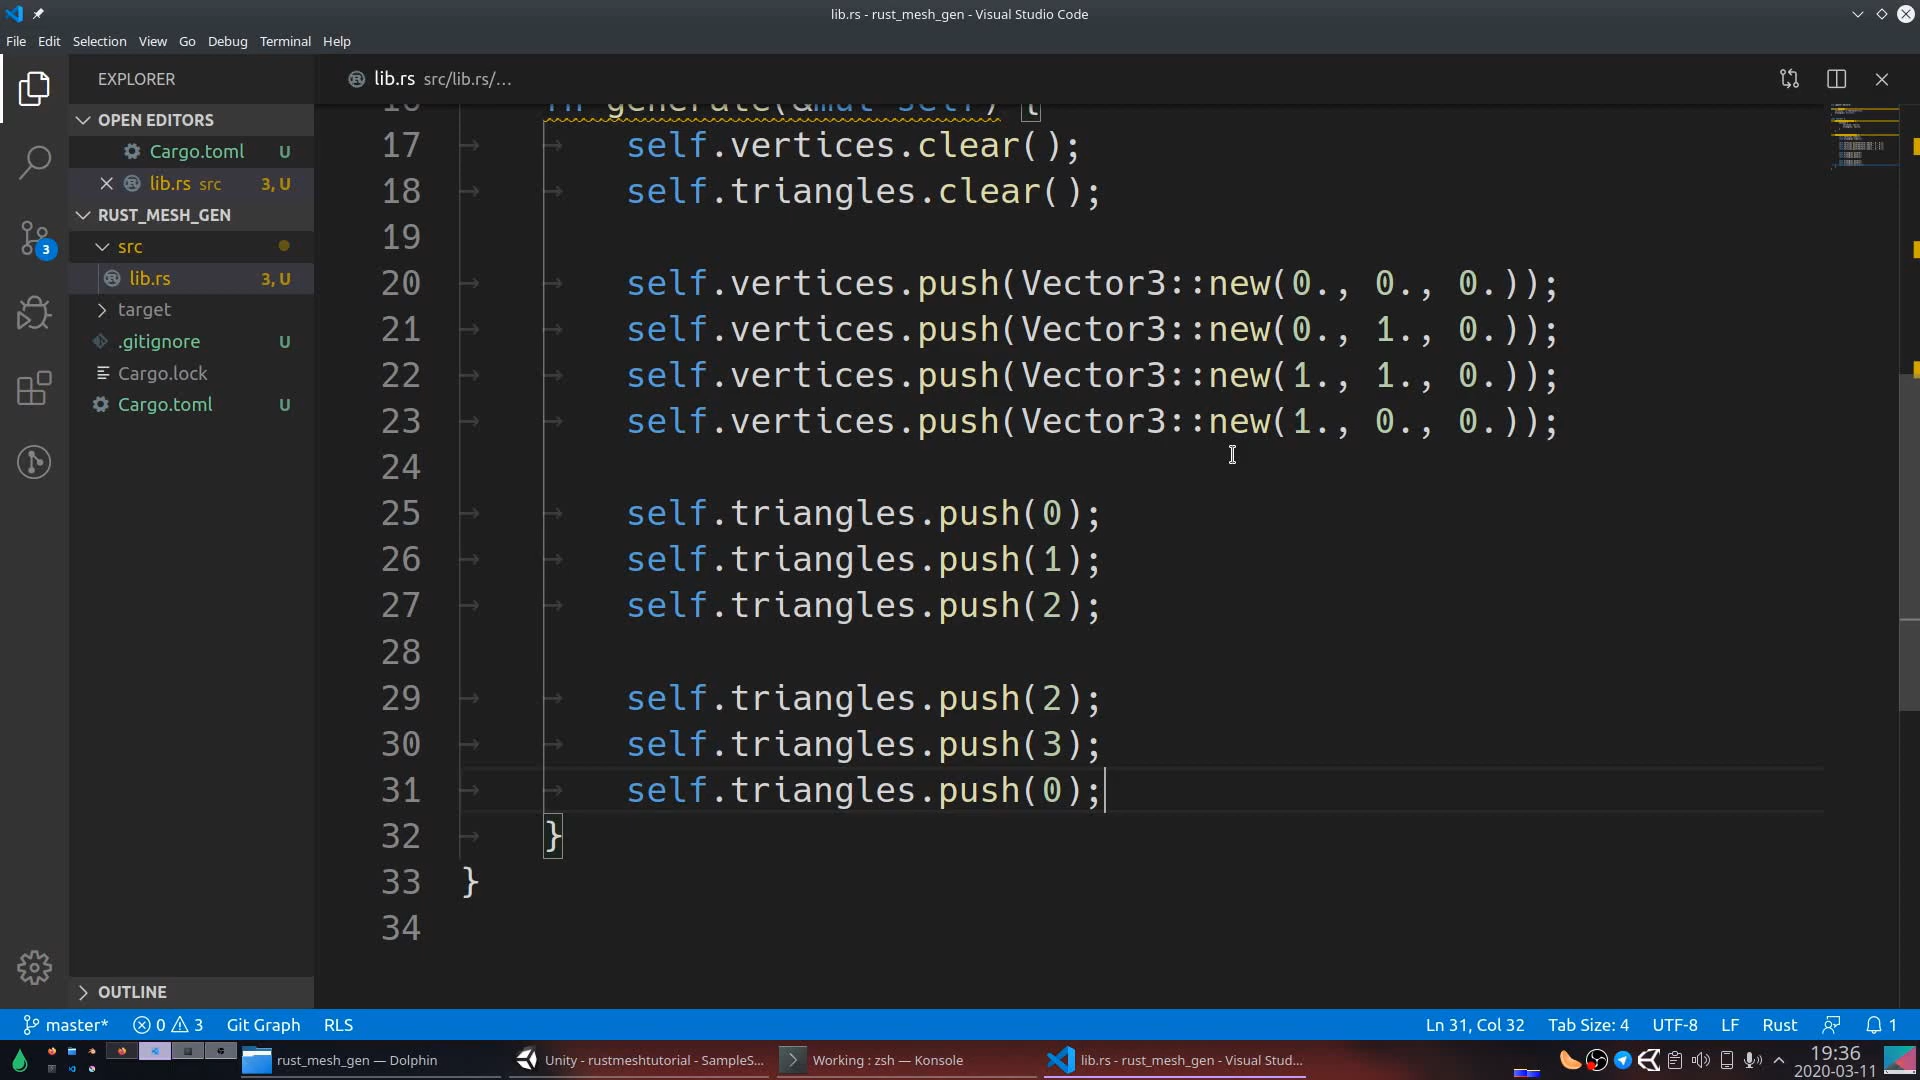 lib.rs - rust_mesh_gen - Visual Studio Code
File Edit Selection View Go Debug Terminal Help
EXPLORER
lib.rs src/lib.rs/...
OPEN EDITORS
Cargo.toml U
lib.rs src 3, U
RUST_MESH_GEN
src
lib.rs 3, U
target
.gitignore U
Cargo.lock
Cargo.toml U
OUTLINE
3
16 fn generate(&mut self) {
17 self.vertices.clear();
18 self.triangles.clear();
19
20 self.vertices.push(Vector3::new(0., 0., 0.));
21 self.vertices.push(Vector3::new(0., 1., 0.));
22 self.vertices.push(Vector3::new(1., 1., 0.));
23 self.vertices.push(Vector3::new(1., 0., 0.));
24
25 self.triangles.push(0);
26 self.triangles.push(1);
27 self.triangles.push(2);
28
29 self.triangles.push(2);
30 self.triangles.push(3);
31 self.triangles.push(0);
32 }
33 }
34
master* 0 3 Git Graph RLS Ln 31, Col 32 Tab Size: 4 UTF-8 LF Rust 1
rust_mesh_gen — Dolphin Unity - rustmeshtutorial - SampleS... Working : zsh — Konsole lib.rs - rust_mesh_gen - Visual Stud... 19:36
2020-03-11